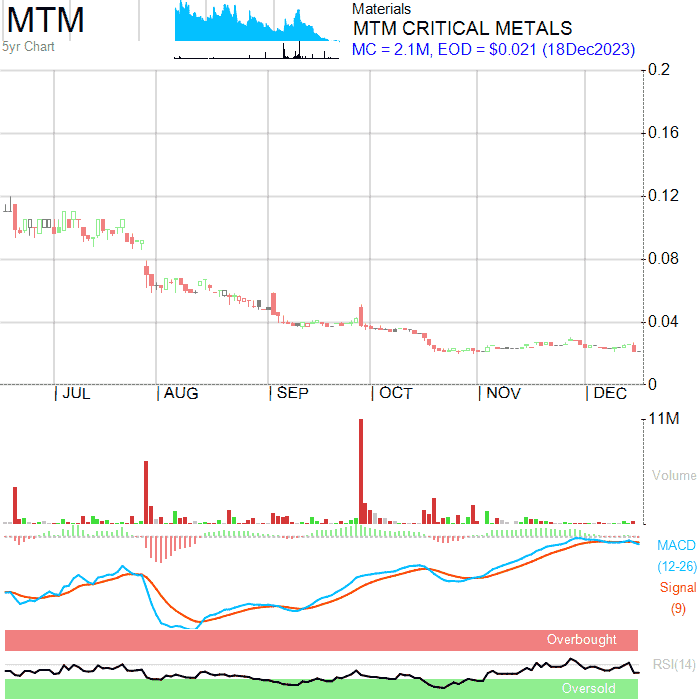 MTM
5yr Chart
Materials
MTM CRITICAL METALS
MC = 2.1M, EOD = $0.021 (18Dec2023)
0.2
0.16
0.12
0.08
0.04
0
JUL AUG SEP OCT NOV DEC
11M
Volume
MACD
(12-26)
Signal
(9)
Overbought
RSI(14)
Oversold